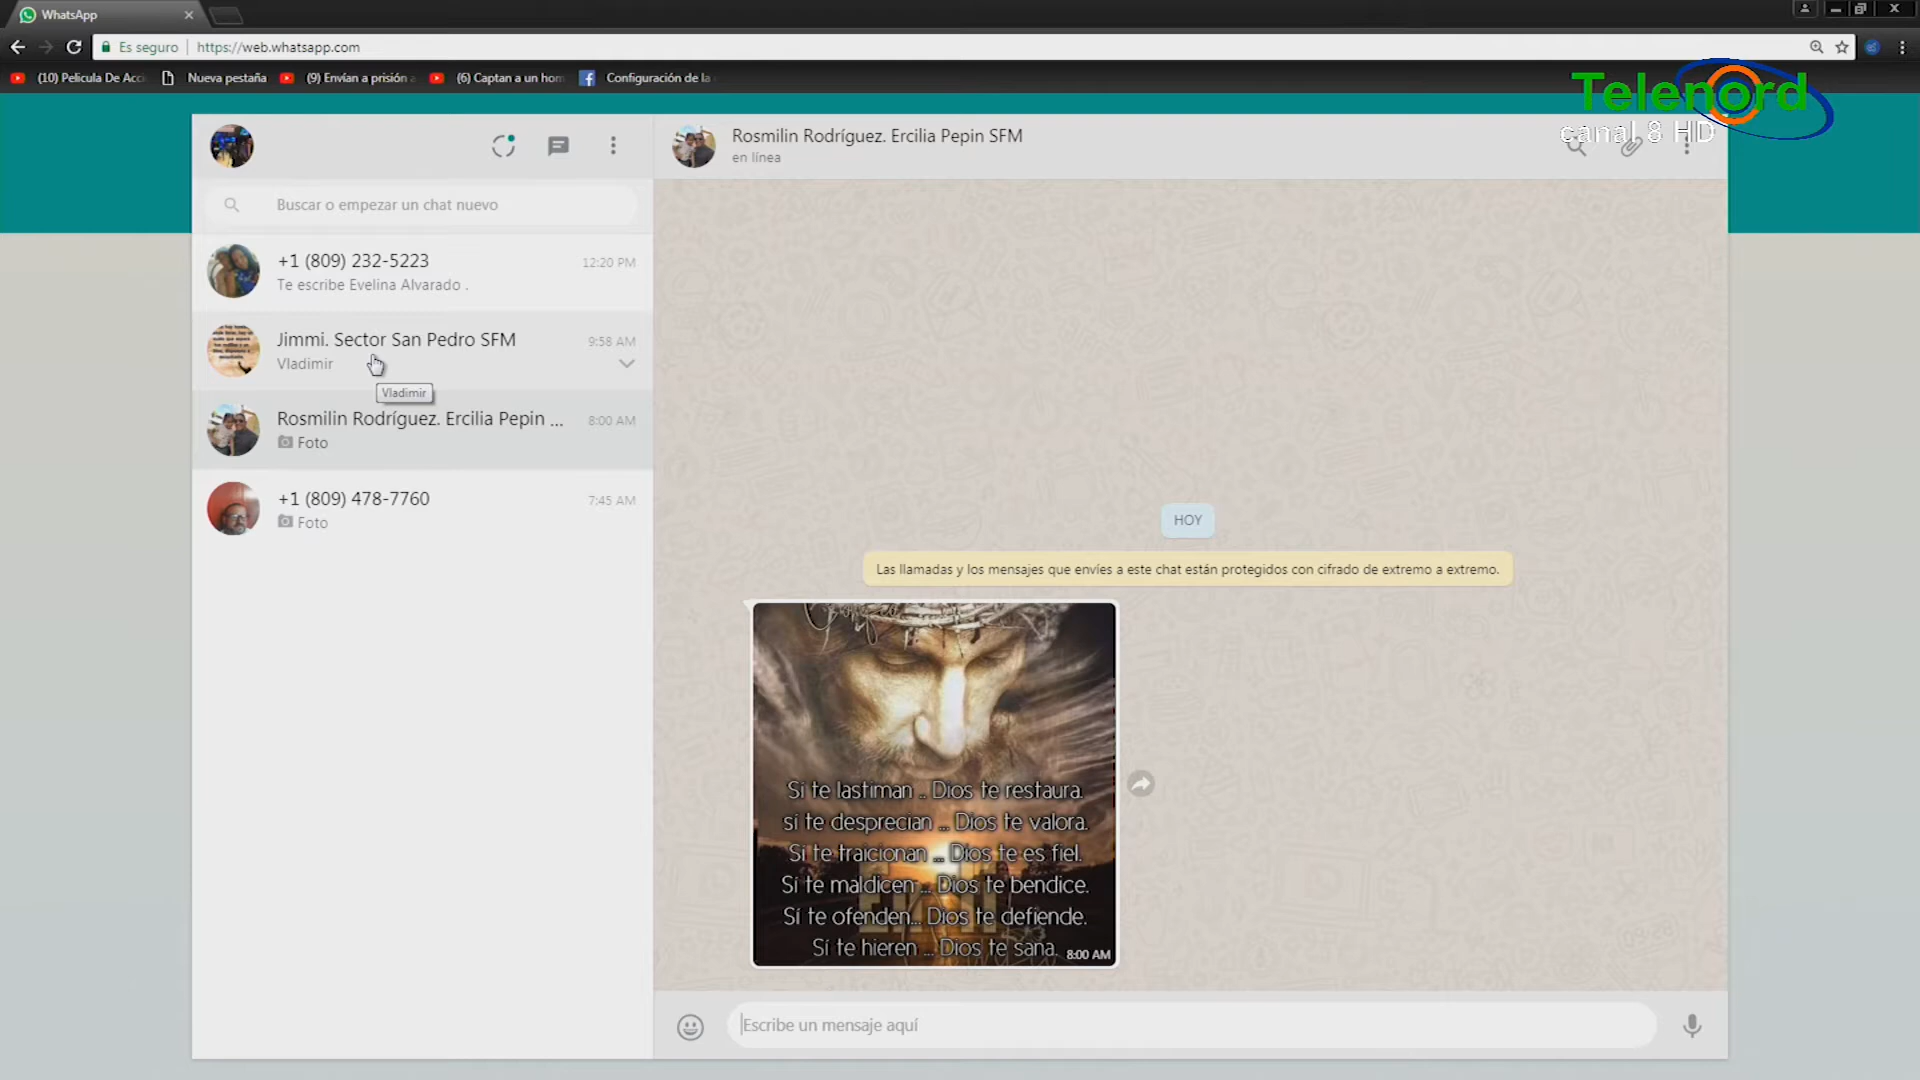 WhatsApp
Es seguro
https://web.whatsapp.com
(10) Pelicula De Acci
Nueva pestaña
(9) Envían a prisión a
(6) Captan a un hom
Configuración de la
Telenord
canal 8 HD
Rosmilin Rodríguez. Ercilia Pepin SFM
en línea
Buscar o empezar un chat nuevo
+1 (809) 232-5223
12:20 PM
Te escribe Evelina Alvarado .
Jimmi. Sector San Pedro SFM
9:58 AM
Vladimir
Vladimir
Rosmilin Rodríguez. Ercilia Pepin ...
8:00 AM
Foto
+1 (809) 478-7760
7:45 AM
Foto
HOY
Las llamadas y los mensajes que envíes a este chat están protegidos con cifrado de extremo a extremo.
Si te lastiman .. Dios te restaura.
si te desprecian ... Dios te valora.
Si te traicionan ... Dios te es fiel.
Si te maldicen ... Dios te bendice.
Si te ofenden... Dios te defiende.
Si te hieren ... Dios te sana.
8:00 AM
Escribe un mensaje aquí